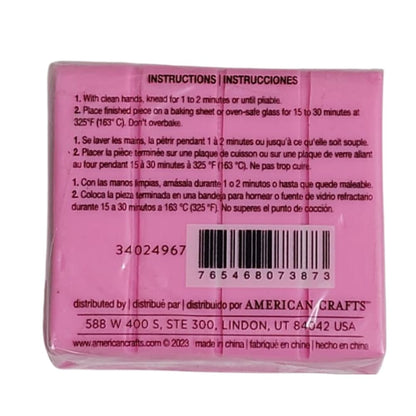 INSTRUCTIONS | INSTRUCCIONES
1. With clean hands, knead for 1 to 2 minutes or until pliable.
2. Place finished piece on a baking sheet or oven-safe glass for 15 to 30 minutes at
325°F (163° C). Don't overbake.
1. Se laver les mains, la pétrir pendant 1 à 2 minutes ou jusqu'à ce qu'elle soit souple.
2. Placer la pièce terminée sur une plaque de cuisson ou sur une plaque de verre allant
au four pendant 15 à 30 minutes à 325 °F (163 °C). Ne pas trop cuire.
1. Con las manos limpias, amásala durante 1 o 2 minutos o hasta que quede maleable.
2. Coloca la pieza terminada en una bandeja para hornear o fuente de vidrio refractario
durante 15 a 30 minutos a 163 °C (325 °F). No superes el punto de cocción.
34024967
765468073873
distributed by | distribué par | distribuido por AMERICAN CRAFTS
588 W 400 S, STE 300, LINDON, UT 84042 USA
www.americancrafts.com © 2023 | made in china | fabriqué en chine | hecho en china